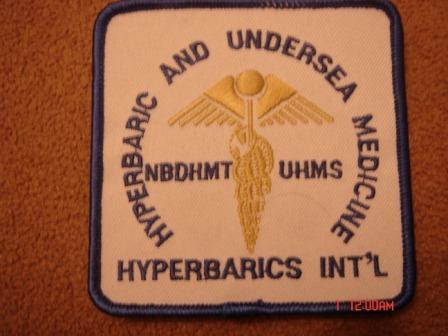 HYPERBARIC AND UNDERSEA MEDICINE
NBDHMT UHMS
HYPERBARICS INT'L
1 12:00AM